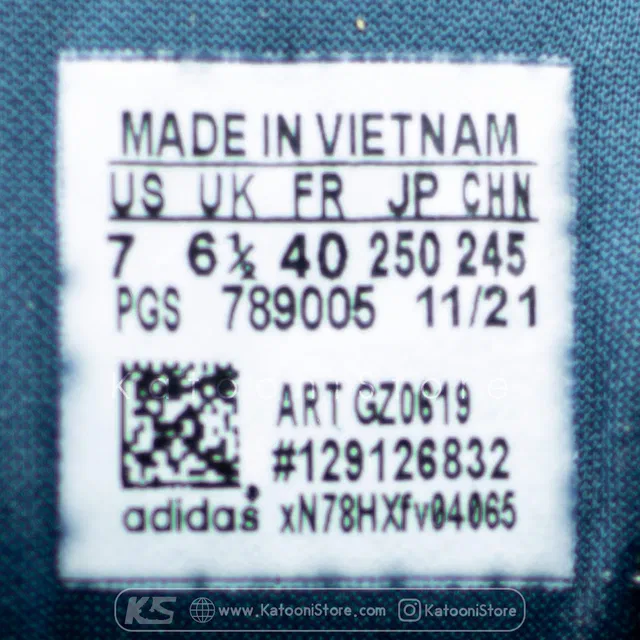 MADE IN VIETNAM
US UK FR JP CHN
7 6½ 40 250 245
PGS 789005 11/21
ART GZ0619
#129126832
adidas xN78HXfv04065
KS www.KatooniStore.com KatooniStore